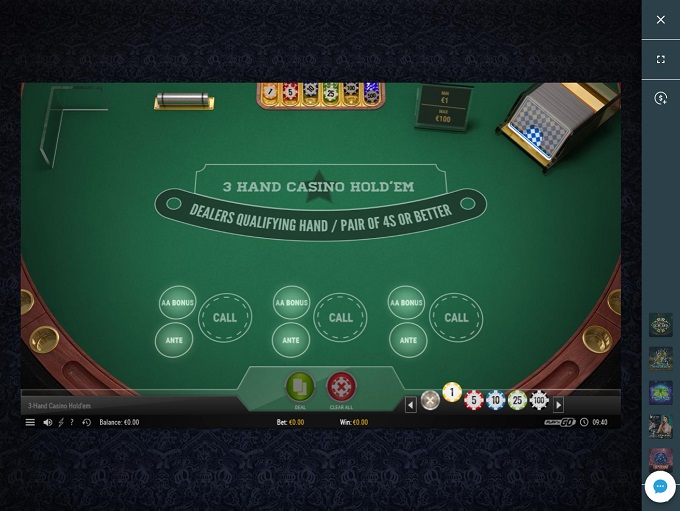 5
25
MIN
€1
MAX
€100
3 HAND CASINO HOLD'EM
DEALERS QUALIFYING HAND / PAIR OF 4S OR BETTER
AA BONUS
AA BONUS
AA BONUS
CALL
CALL
CALL
ANTE
ANTE
ANTE
DEAL
CLEAR ALL
1
5
10
25
100
3-Hand Casino Hold'em
?
Balance: €0.00
Bet: €0.00
Win: €0.00
PLAY'n GO
09:40